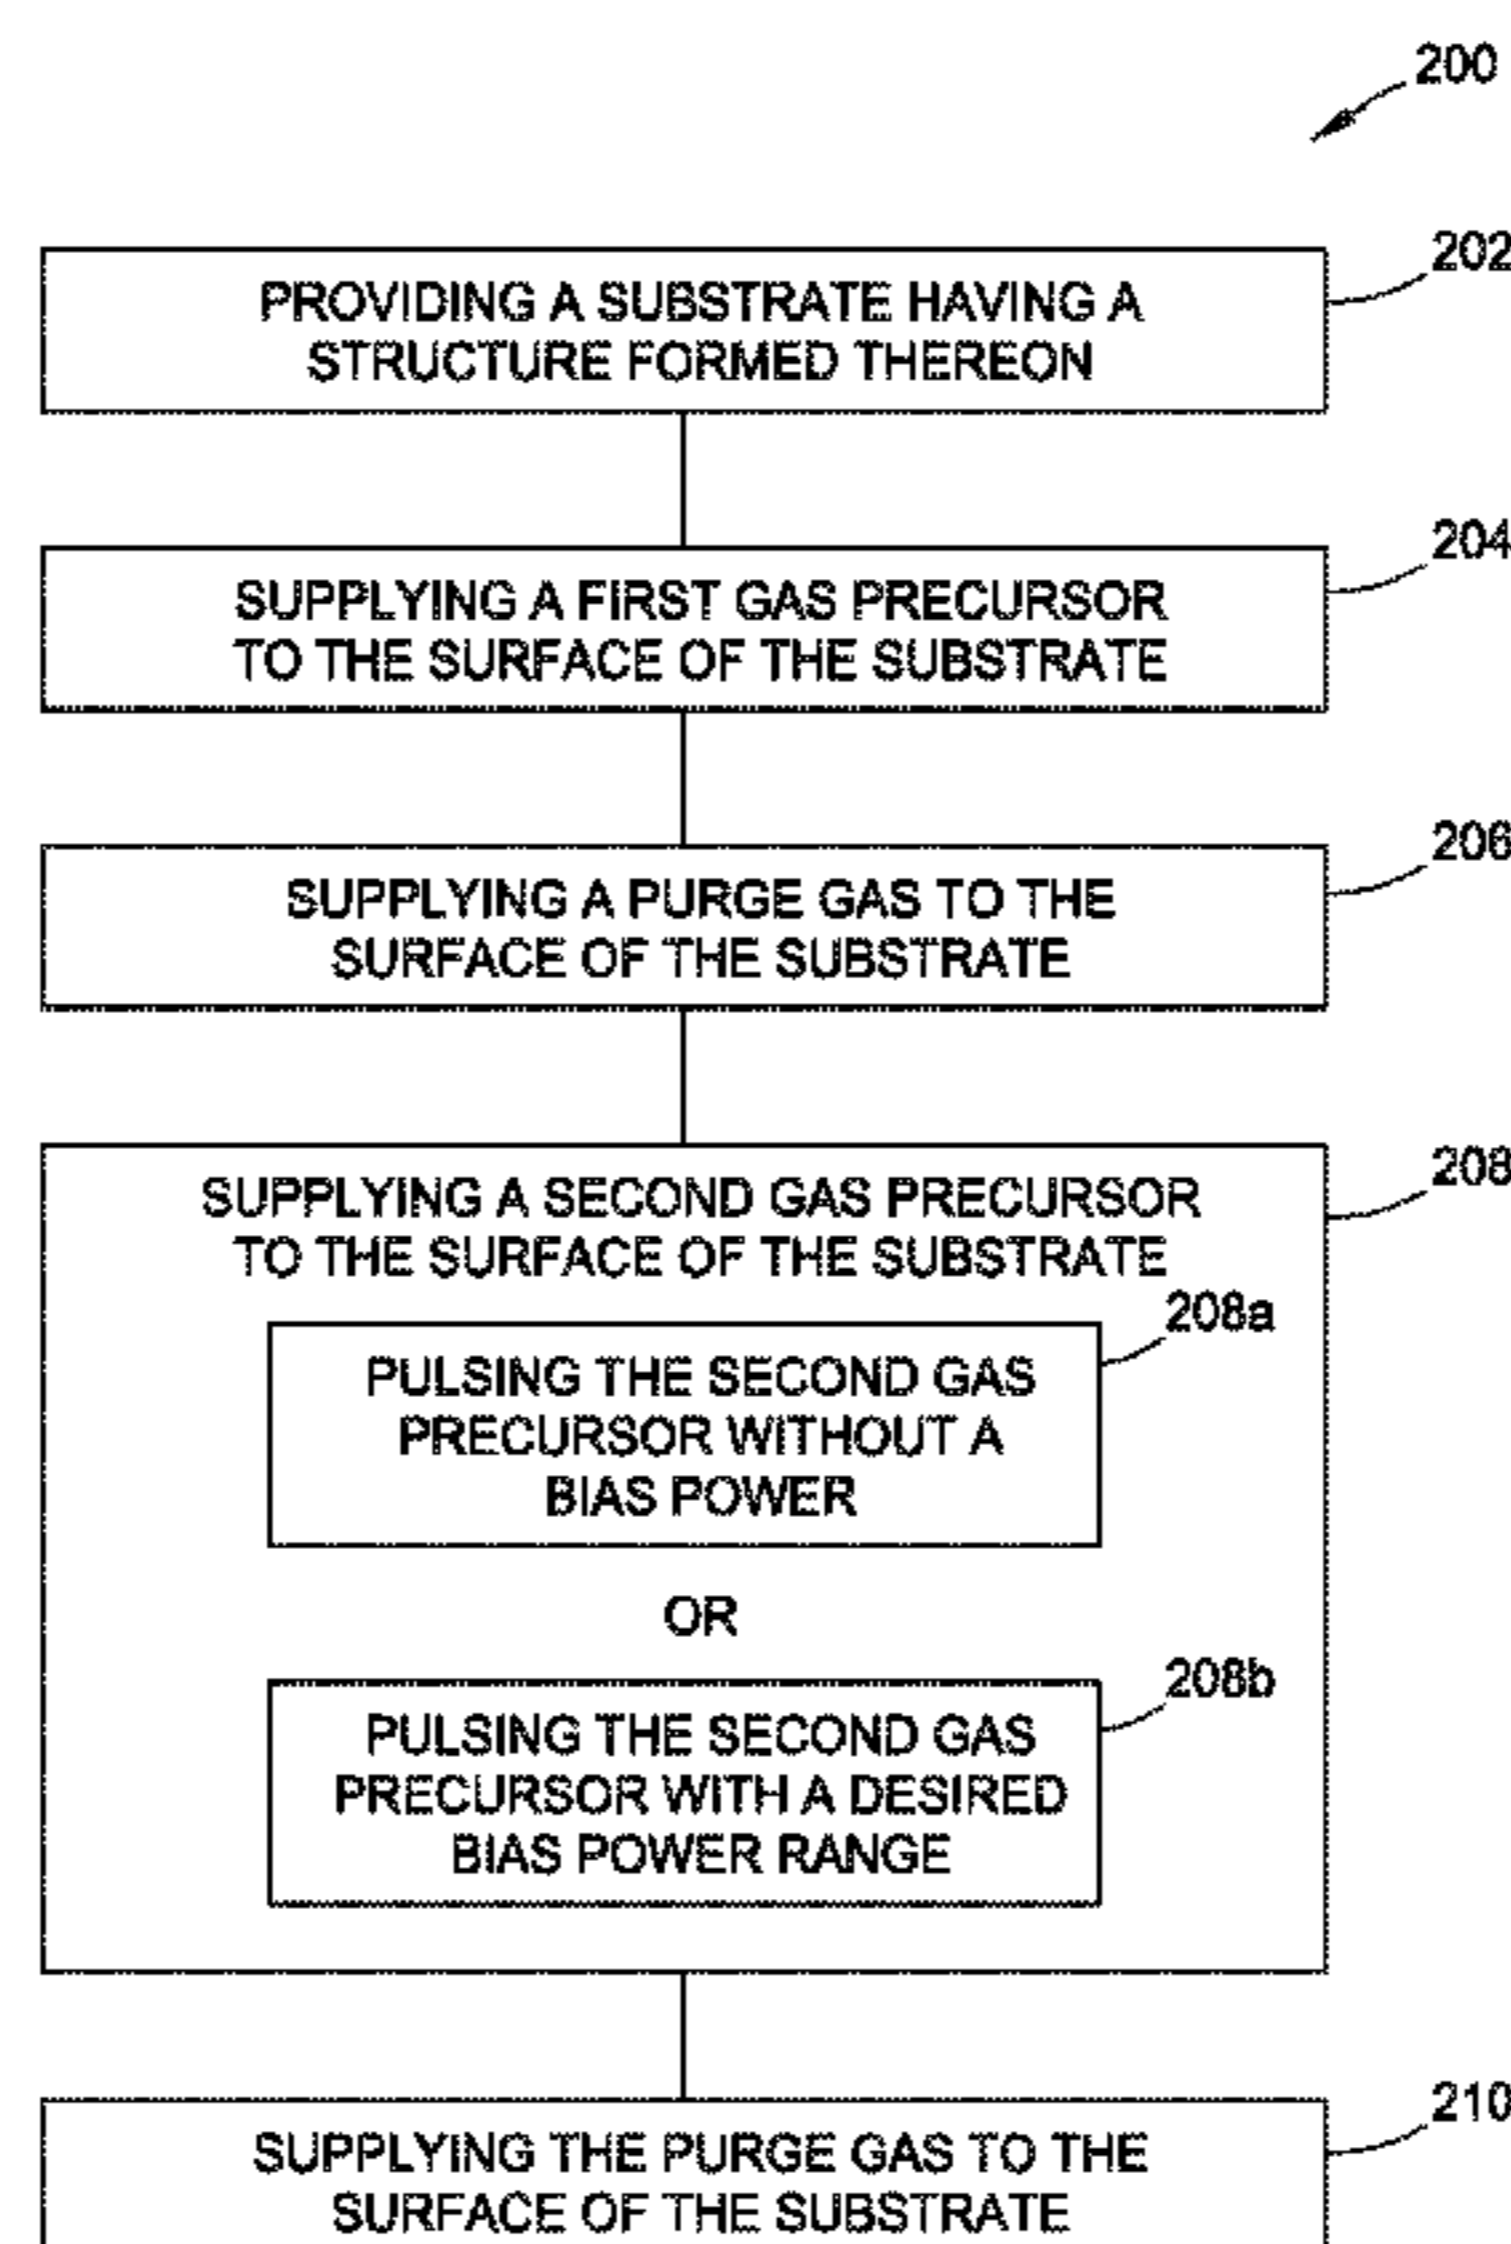 200
202
PROVIDING A SUBSTRATE HAVING A
STRUCTURE FORMED THEREON
204
SUPPLYING A FIRST GAS PRECURSOR
TO THE SURFACE OF THE SUBSTRATE
206
SUPPLYING A PURGE GAS TO THE
SURFACE OF THE SUBSTRATE
208
SUPPLYING A SECOND GAS PRECURSOR
TO THE SURFACE OF THE SUBSTRATE
208a
PULSING THE SECOND GAS
PRECURSOR WITHOUT A
BIAS POWER
OR
208b
PULSING THE SECOND GAS
PRECURSOR WITH A DESIRED
BIAS POWER RANGE
210
SUPPLYING THE PURGE GAS TO THE
SURFACE OF THE SUBSTRATE